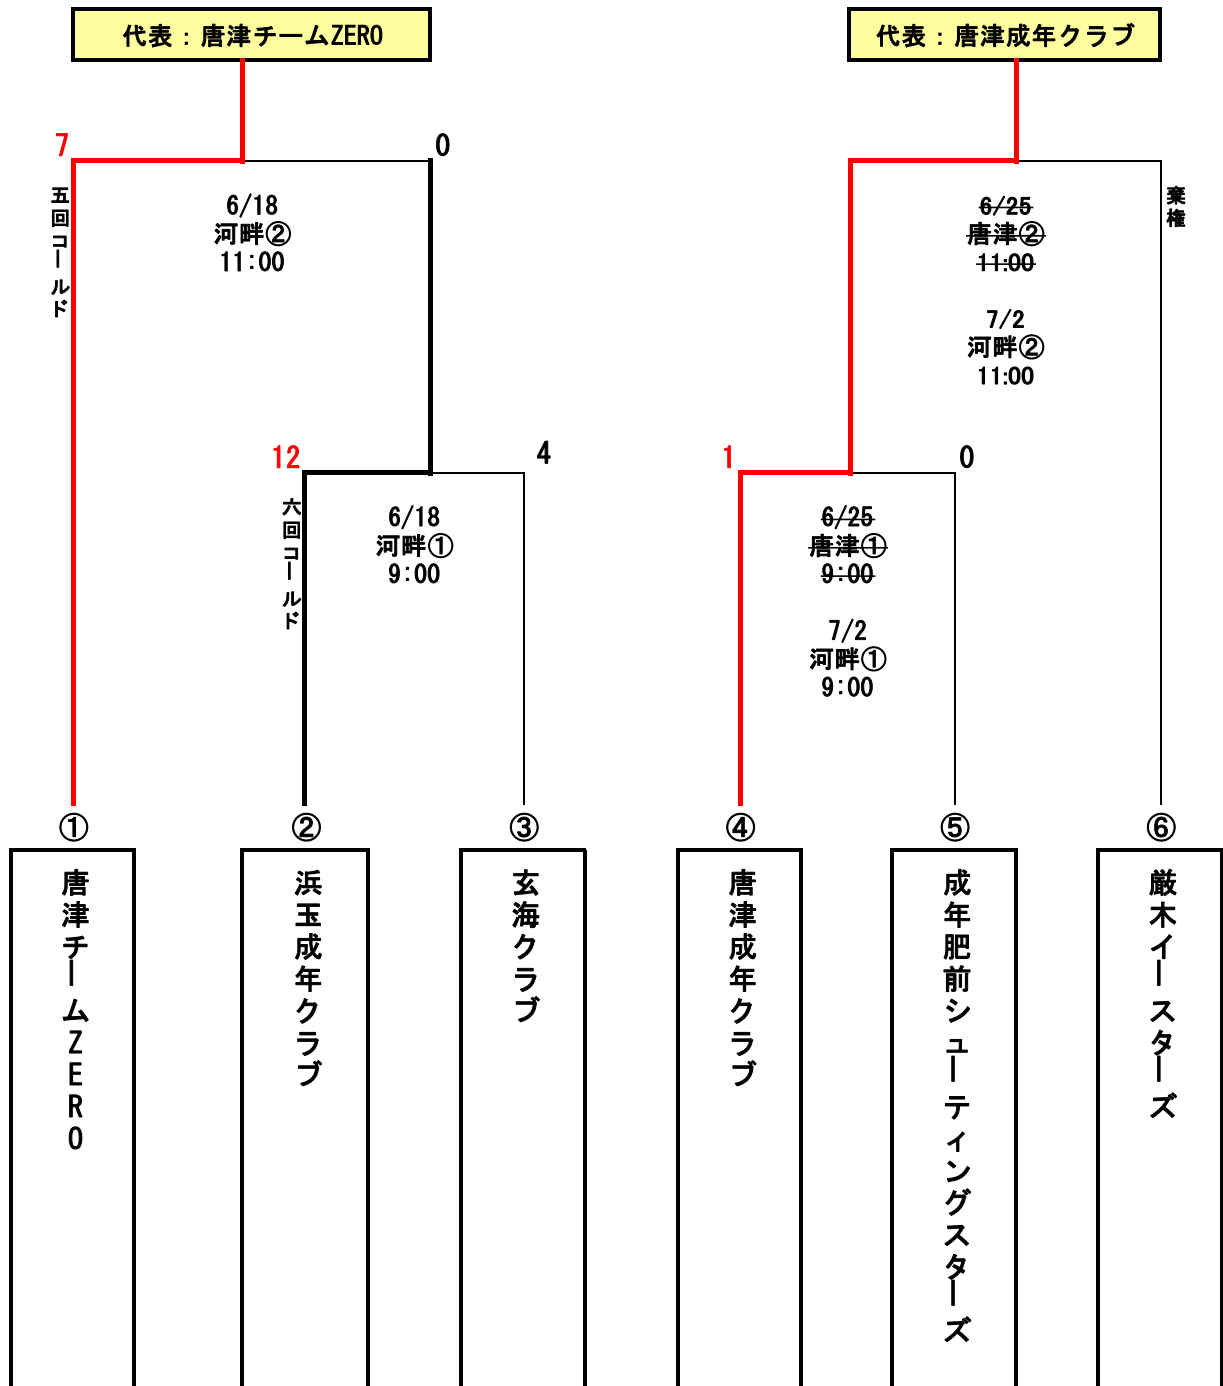 代表：唐津チームZERO
代表：唐津成年クラブ
7
0
五回コールド
6/18
河畔②
11:00
6/25
唐津②
11:00
7/2
河畔②
11:00
棄権
12
4
六回コールド
6/18
河畔①
9:00
1
0
6/25
唐津①
9:00
7/2
河畔①
9:00
①
②
③
④
⑤
⑥
唐津チームZERO
浜玉成年クラブ
玄海クラブ
唐津成年クラブ
成年肥前シューティングスターズ
厳木イースターズ